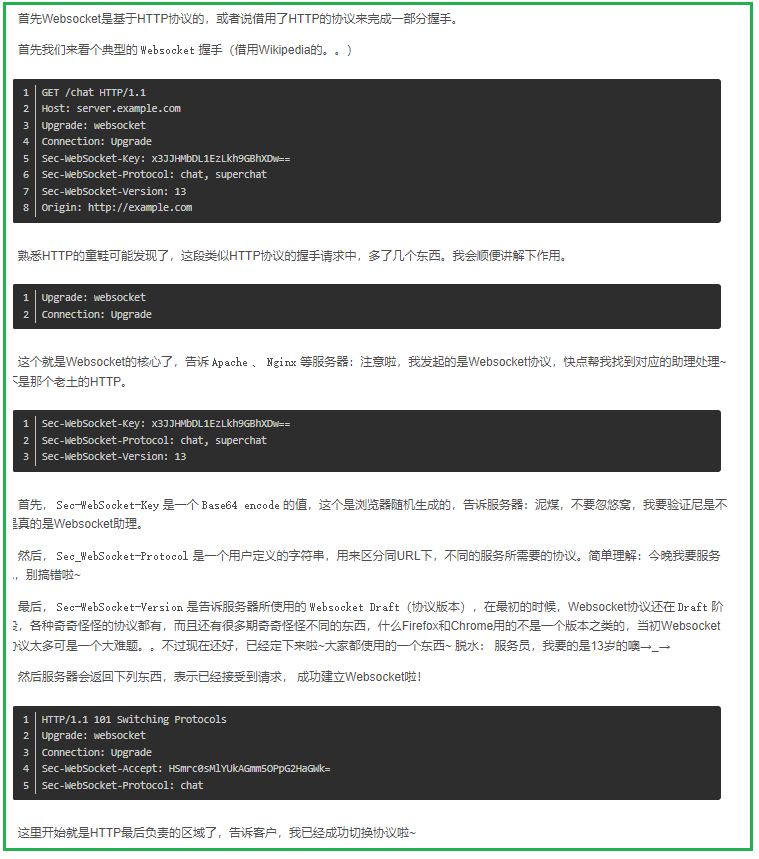 首先Websocket是基于HTTP协议的，或者说借用了HTTP的协议来完成一部分握手。
首先我们来看个典型的 Websocket 握手（借用Wikipedia的。。）
1 GET /chat HTTP/1.1
2 Host: server.example.com
3 Upgrade: websocket
4 Connection: Upgrade
5 Sec-WebSocket-Key: x3JJHMbDL1EzLkh9GBhXDw==
6 Sec-WebSocket-Protocol: chat, superchat
7 Sec-WebSocket-Version: 13
8 Origin: http://example.com
熟悉HTTP的童鞋可能发现了，这段类似HTTP协议的握手请求中，多了几个东西。我会顺便讲解下作用。
1 Upgrade: websocket
2 Connection: Upgrade
这个就是Websocket的核心了，告诉 Apache 、 Nginx 等服务器：注意啦，我发起的是Websocket协议，快点帮我找到对应的助理处理~
是那个老土的HTTP。
1 Sec-WebSocket-Key: x3JJHMbDL1EzLkh9GBhXDw==
2 Sec-WebSocket-Protocol: chat, superchat
3 Sec-WebSocket-Version: 13
首先， Sec-WebSocket-Key 是一个 Base64 encode 的值，这个是浏览器随机生成的，告诉服务器：泥煤，不要忽悠窝，我要验证尼是不
真的是Websocket助理。
然后， Sec_WebSocket-Protocol 是一个用户定义的字符串，用来区分同URL下，不同的服务所需要的协议。简单理解：今晚我要服务
，别搞错啦~
最后， Sec-WebSocket-Version 是告诉服务器所使用的 Websocket Draft（协议版本），在最初的时候，Websocket协议还在 Draft 阶
，各种奇奇怪怪的协议都有，而且还有很多期奇奇怪怪不同的东西，什么Firefox和Chrome用的不是一个版本之类的，当初Websocket
议太多可是一个大难题。。不过现在还好，已经定下来啦~大家都使用的一个东西~ 脱水： 服务员，我要的是13岁的噢→_→
然后服务器会返回下列东西，表示已经接受到请求， 成功建立Websocket啦！
1 HTTP/1.1 101 Switching Protocols
2 Upgrade: websocket
3 Connection: Upgrade
4 Sec-WebSocket-Accept: HSmrc0sMlYUkAGmm5OPpG2HaGWk=
5 Sec-WebSocket-Protocol: chat
这里开始就是HTTP最后负责的区域了，告诉客户，我已经成功切换协议啦~